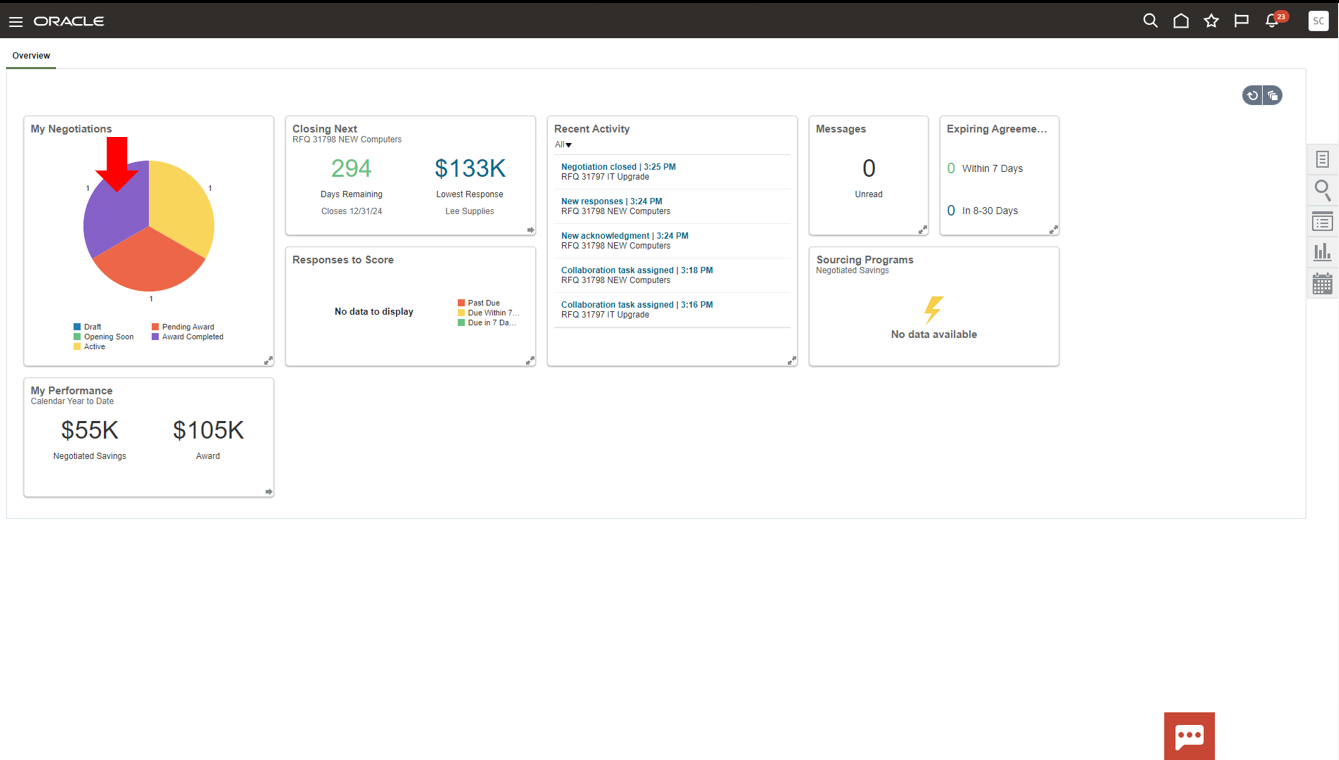 ORACLE
23
SC
Overview
My Negotiations
1
1
1
Draft
Pending Award
Opening Soon
Award Completed
Active
Closing Next
RFQ 31798 NEW Computers
294
$133K
Days Remaining
Lowest Response
Closes 12/31/24
Lee Supplies
Responses to Score
No data to display
Past Due
Due Within 7...
Due in 7 Da...
Recent Activity
All
Negotiation closed | 3:25 PM
RFQ 31797 IT Upgrade
New responses | 3:24 PM
RFQ 31798 NEW Computers
New acknowledgment | 3:24 PM
RFQ 31798 NEW Computers
Collaboration task assigned | 3:18 PM
RFQ 31798 NEW Computers
Collaboration task assigned | 3:16 PM
RFQ 31797 IT Upgrade
Messages
0
Unread
Expiring Agreeme...
0 Within 7 Days
0 In 8-30 Days
Sourcing Programs
Negotiated Savings
No data available
My Performance
Calendar Year to Date
$55K
$105K
Negotiated Savings
Award